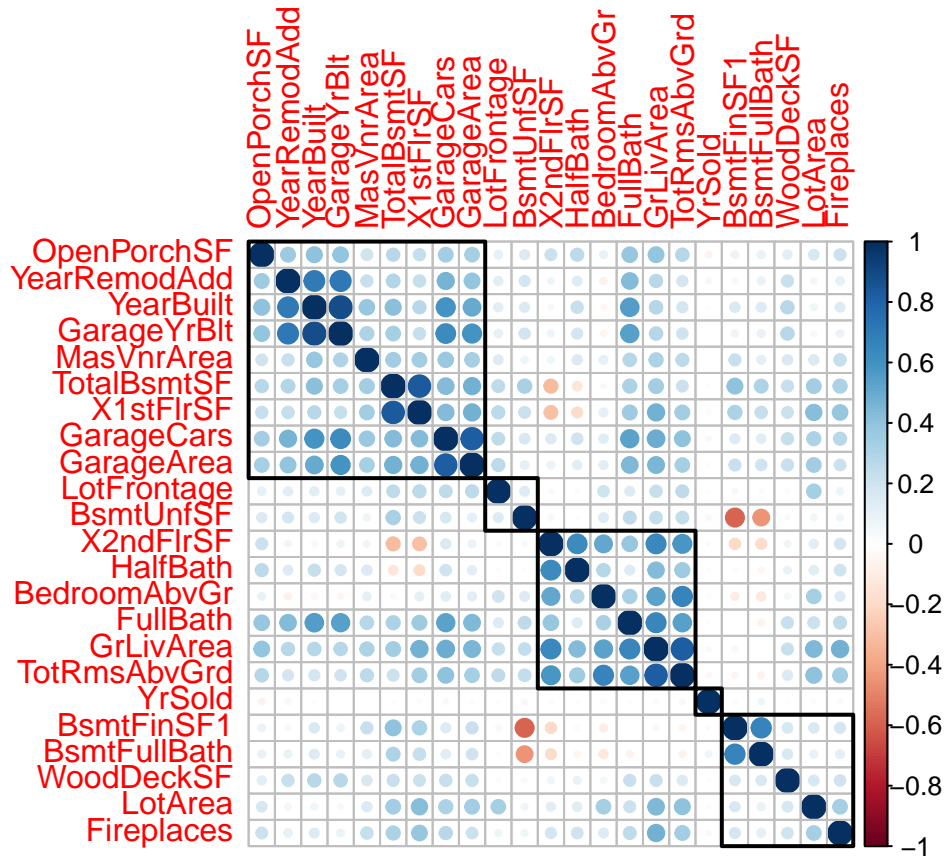 OpenPorchSF
YearRemodAdd
YearBuilt
GarageYrBlt
MasVnrArea
TotalBsmtSF
X1stFlrSF
GarageCars
GarageArea
LotFrontage
BsmtUnfSF
X2ndFlrSF
HalfBath
BedroomAbvGr
FullBath
GrLivArea
TotRmsAbvGrd
YrSold
BsmtFinSF1
BsmtFullBath
WoodDeckSF
LotArea
Fireplaces
OpenPorchSF
YearRemodAdd
YearBuilt
GarageYrBlt
MasVnrArea
TotalBsmtSF
X1stFlrSF
GarageCars
GarageArea
LotFrontage
BsmtUnfSF
X2ndFlrSF
HalfBath
BedroomAbvGr
FullBath
GrLivArea
TotRmsAbvGrd
YrSold
BsmtFinSF1
BsmtFullBath
WoodDeckSF
LotArea
Fireplaces
1
0.8
0.6
0.4
0.2
0
−0.2
−0.4
−0.6
−0.8
−1